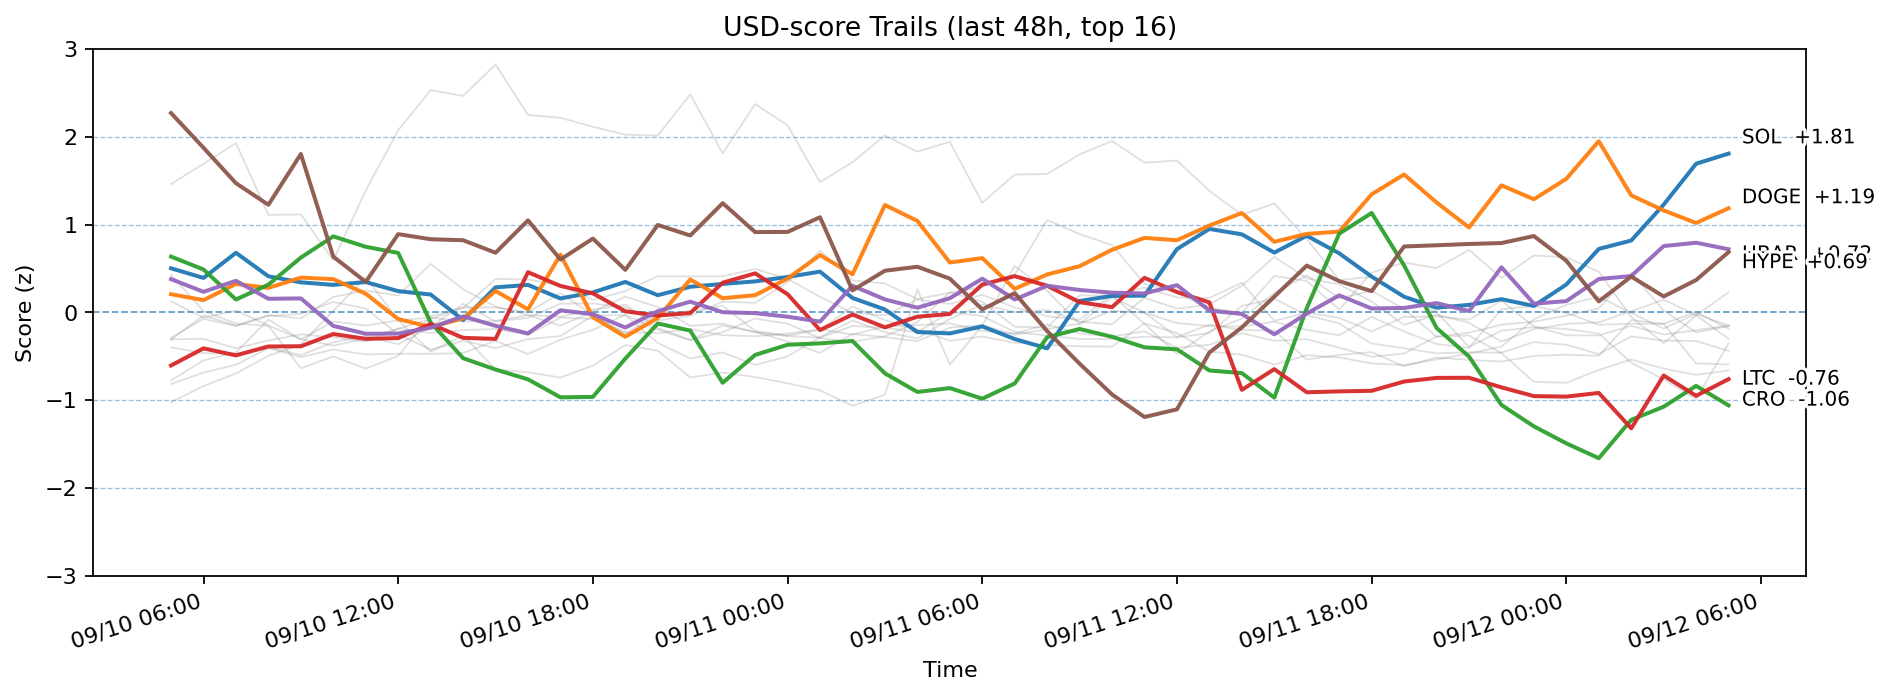 USD-score Trails (last 48h, top 16)
Score (z)
3
2
1
0
−1
−2
−3
SOL +1.81
DOGE +1.19
HYPE +0.69
LTC -0.76
CRO -1.06
09/10 06:00
09/10 12:00
09/10 18:00
09/11 00:00
09/11 06:00
09/11 12:00
09/11 18:00
09/12 00:00
09/12 06:00
Time